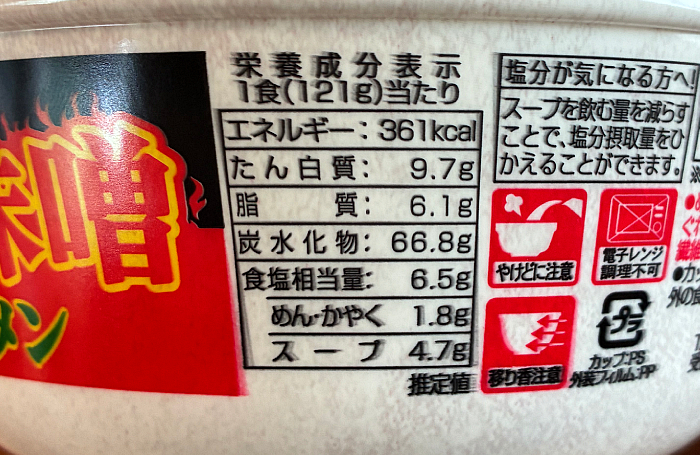 味噌
メン
栄養成分表示
1食(121g)当たり
エネルギー: 361kcal
たん白質: 9.7g
脂質: 6.1g
炭水化物: 66.8g
食塩相当量: 6.5g
めん・かやく 1.8g
スープ 4.7g
推定値
塩分が気になる方へ
スープを飲む量を減らす
ことで、塩分摂取量をひ
かえることができます。
やけどに注意
電子レンジ
調理不可
移り香注意
プラ
カップ:PS
外装フィルム:PP